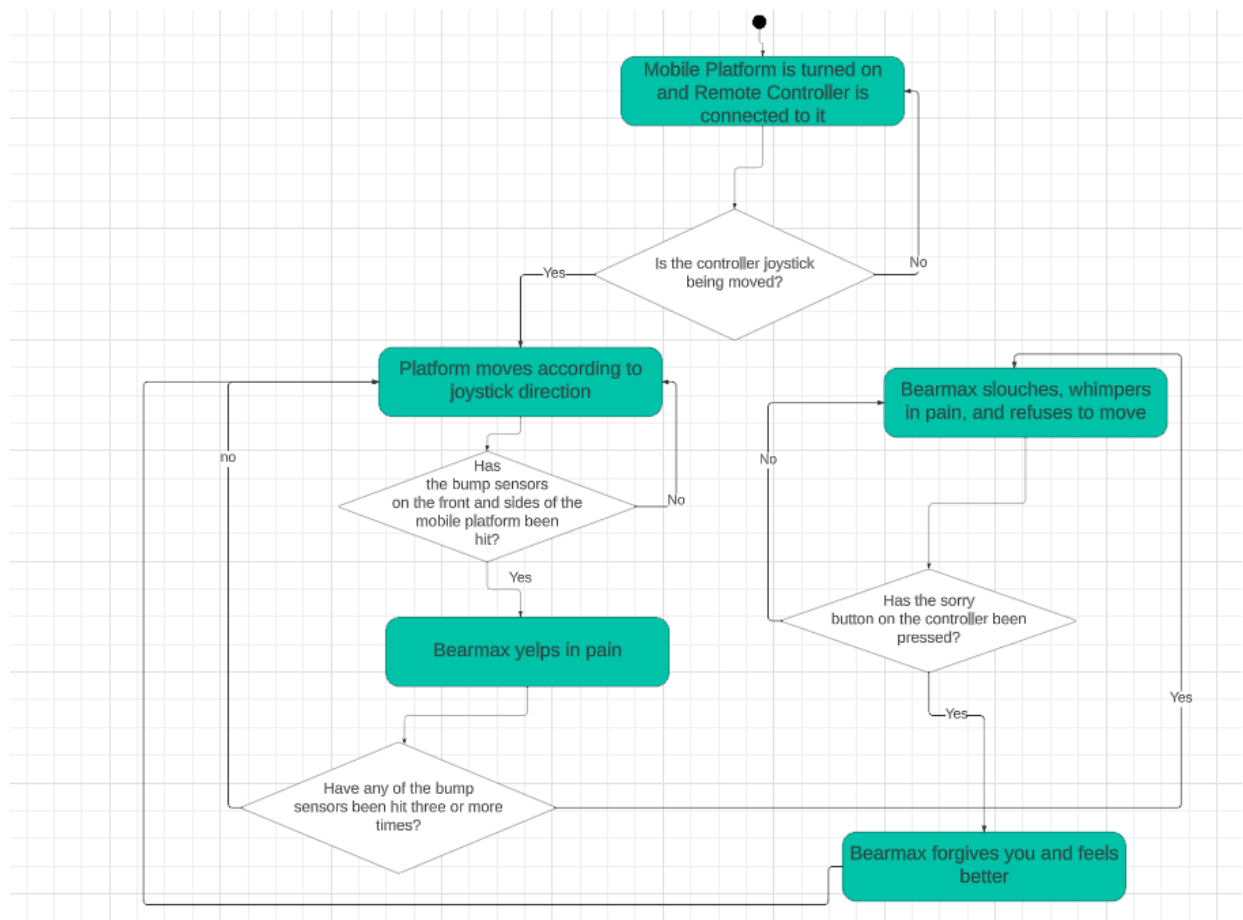 Mobile Platform is turned on
and Remote Controller is
connected to it
Is the controller joystick
being moved?
No
Yes
Platform moves according to
joystick direction
Bearmax slouches, whimpers
in pain, and refuses to move
no
Has
the bump sensors
on the front and sides of the
mobile platform been
hit?
No
No
Yes
Has the sorry
button on the controller been
pressed?
Bearmax yelps in pain
Yes
Yes
Have any of the bump
sensors been hit three or more
times?
Bearmax forgives you and feels
better